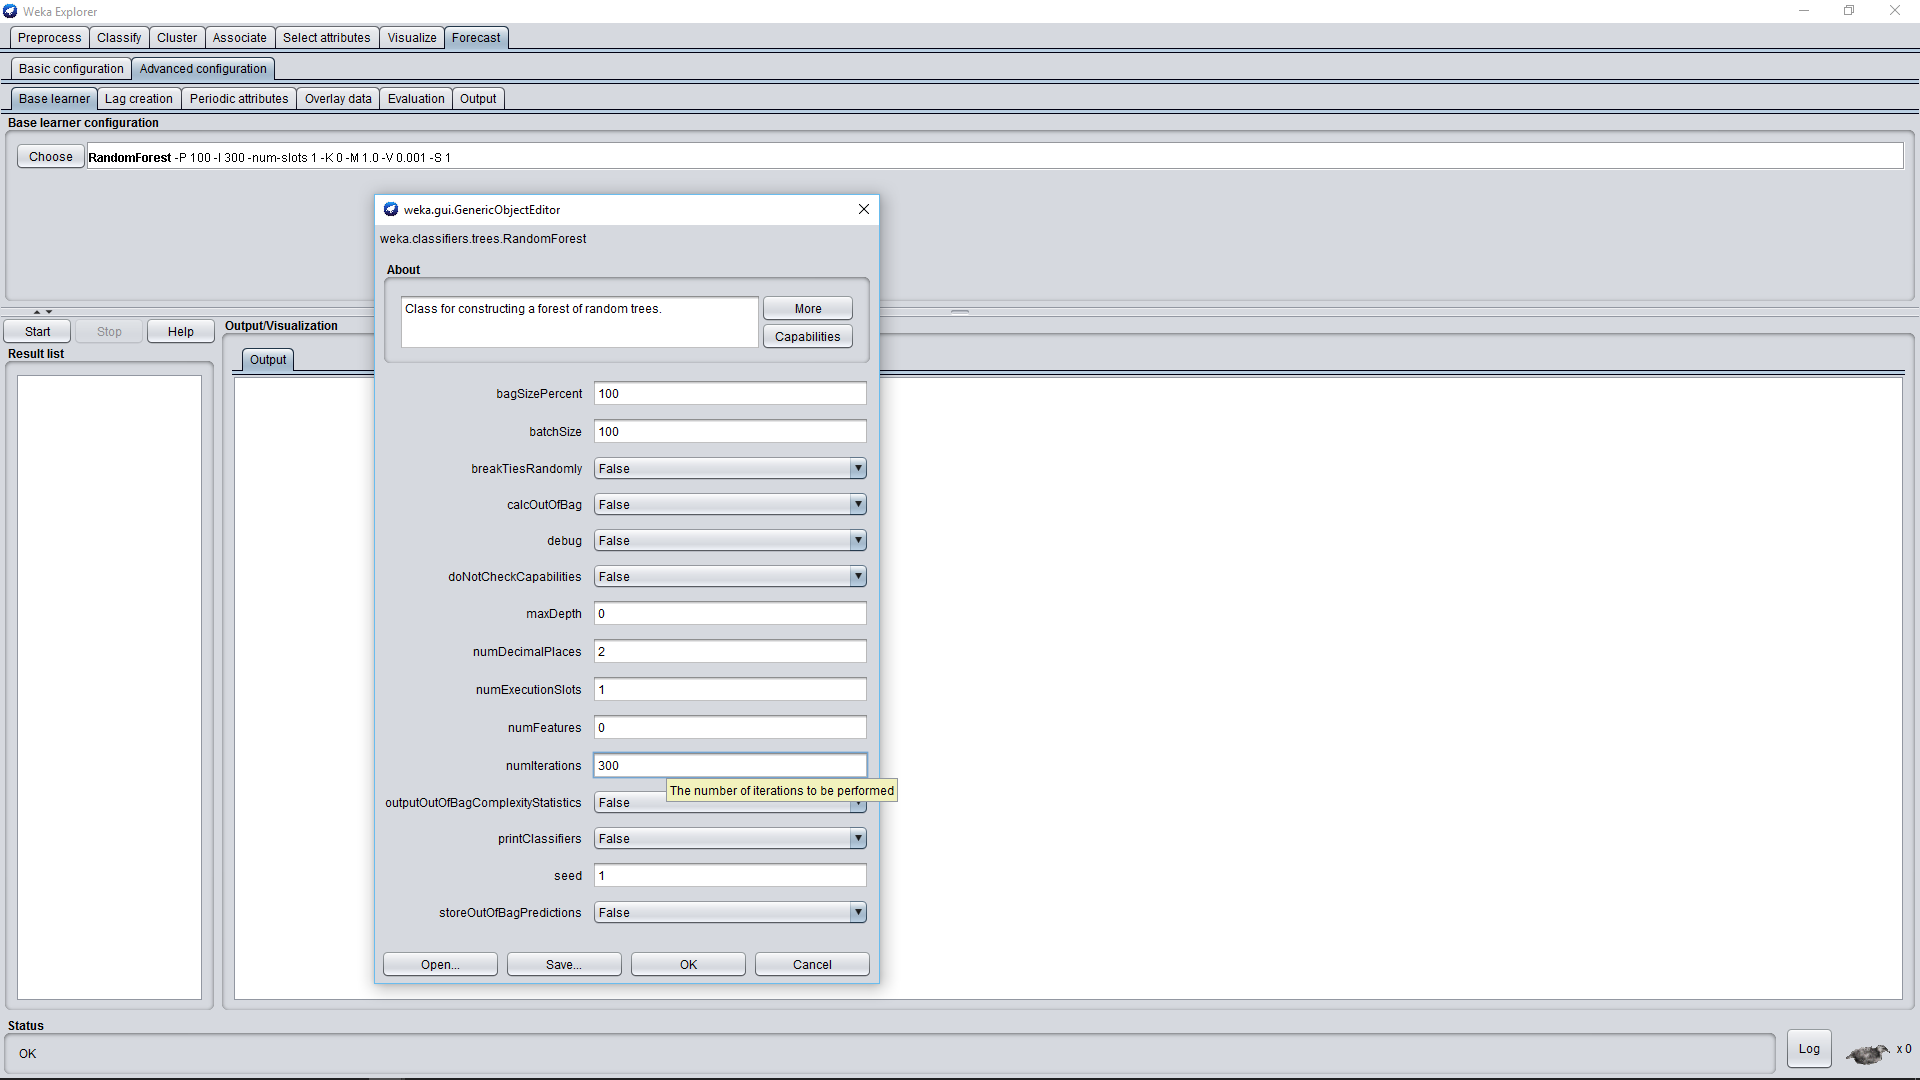 Weka Explorer
Preprocess Classify Cluster Associate Select attributes Visualize Forecast
Basic configuration Advanced configuration
Base learner Lag creation Periodic attributes Overlay data Evaluation Output
Base learner configuration
Choose RandomForest -P 100 -I 300 -num-slots 1 -K 0 -M 1.0 -V 0.001 -S 1
weka.gui.GenericObjectEditor
weka.classifiers.trees.RandomForest
About
Class for constructing a forest of random trees.
More
Capabilities
Start Stop Help
Output/Visualization
Result list
Output
bagSizePercent 100
batchSize 100
breakTiesRandomly False
calcOutOfBag False
debug False
doNotCheckCapabilities False
maxDepth 0
numDecimalPlaces 2
numExecutionSlots 1
numFeatures 0
numIterations 300
The number of iterations to be performed
outputOutOfBagComplexityStatistics False
printClassifiers False
seed 1
storeOutOfBagPredictions False
Open... Save... OK Cancel
Status
OK
Log x 0